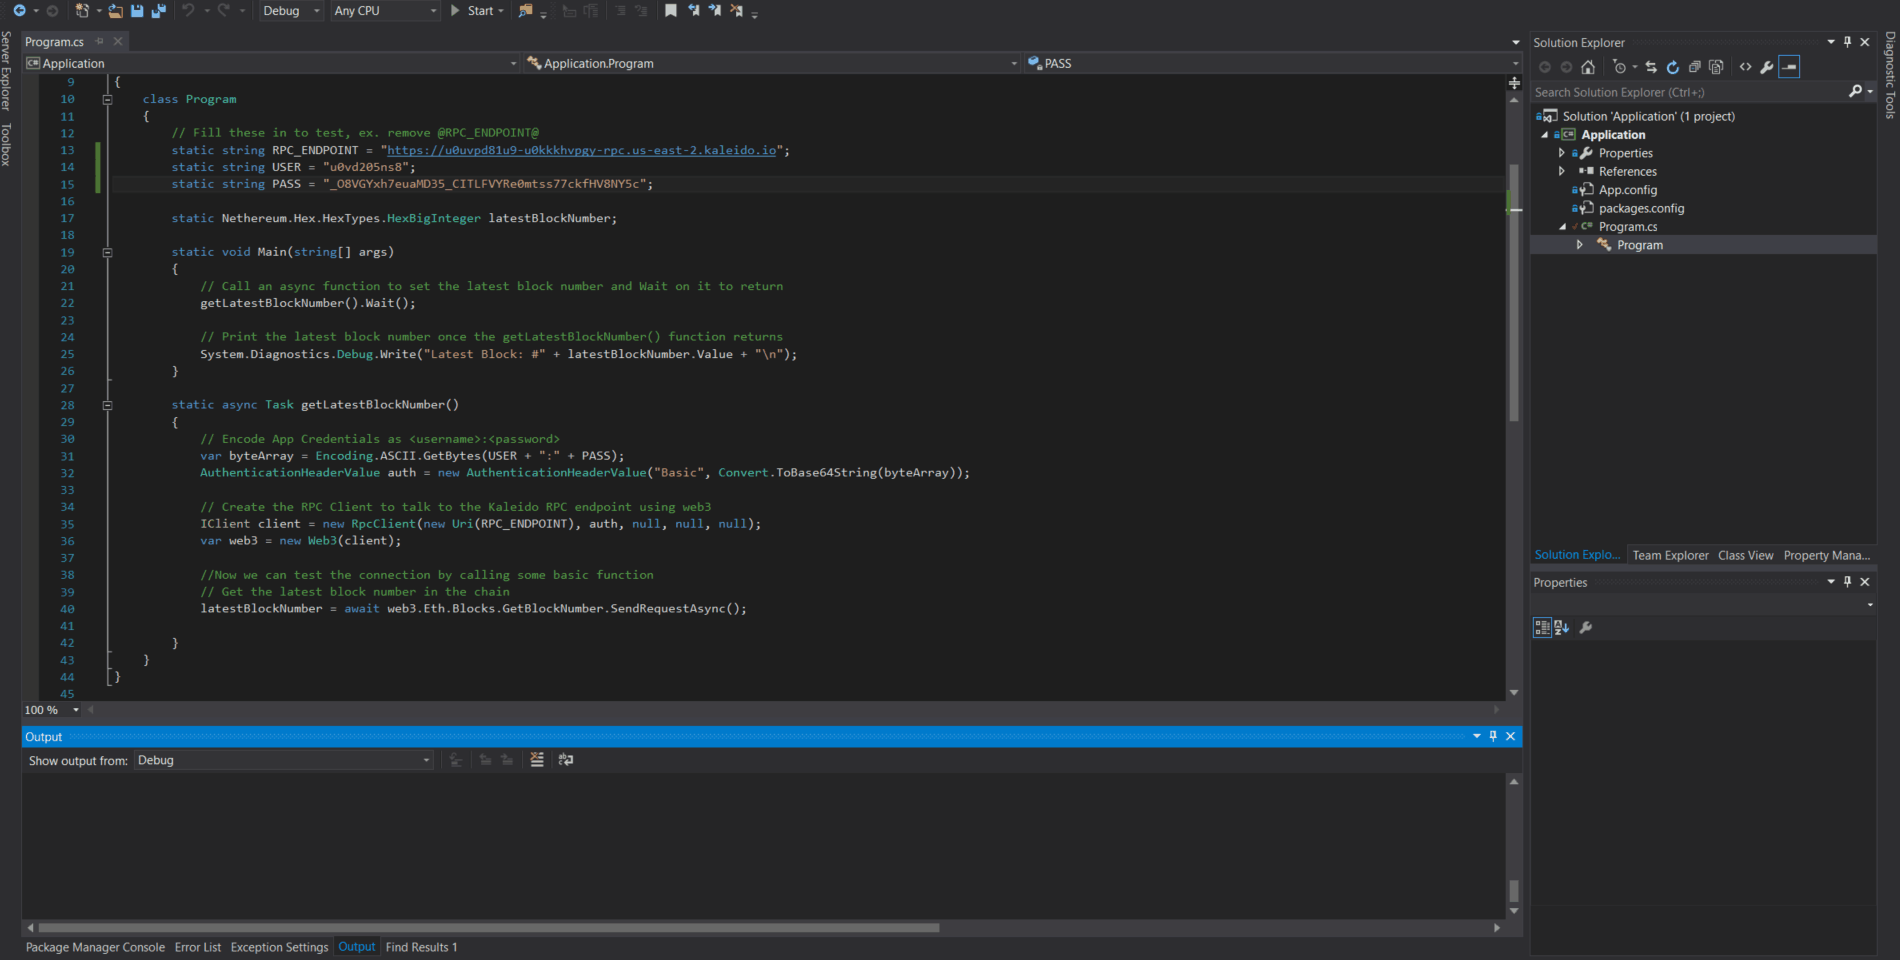 Debug Any CPU Start
Server Explorer
Toolbox
Program.cs
Application Application.Program PASS
9 {
10 class Program
11 {
12 // Fill these in to test, ex. remove @RPC_ENDPOINT@
13 static string RPC_ENDPOINT = "https://u0uvpd81u9-u0kkkhvpgy-rpc.us-east-2.kaleido.io";
14 static string USER = "u0vd205ns8";
15 static string PASS = "_O8VGYxh7euaMD35_CITLFVYRe0mtss77ckfHV8NY5c";
16
17 static Nethereum.Hex.HexTypes.HexBigInteger latestBlockNumber;
18
19 static void Main(string[] args)
20 {
21 // Call an async function to set the latest block number and Wait on it to return
22 getLatestBlockNumber().Wait();
23
24 // Print the latest block number once the getLatestBlockNumber() function returns
25 System.Diagnostics.Debug.Write("Latest Block: #" + latestBlockNumber.Value + "\n");
26 }
27
28 static async Task getLatestBlockNumber()
29 {
30 // Encode App Credentials as <username>:<password>
31 var byteArray = Encoding.ASCII.GetBytes(USER + ":" + PASS);
32 AuthenticationHeaderValue auth = new AuthenticationHeaderValue("Basic", Convert.ToBase64String(byteArray));
33
34 // Create the RPC Client to talk to the Kaleido RPC endpoint using web3
35 IClient client = new RpcClient(new Uri(RPC_ENDPOINT), auth, null, null, null);
36 var web3 = new Web3(client);
37
38 //Now we can test the connection by calling some basic function
39 // Get the latest block number in the chain
40 latestBlockNumber = await web3.Eth.Blocks.GetBlockNumber.SendRequestAsync();
41
42 }
43 }
44 }
45
100 %
Output
Show output from: Debug
Package Manager Console Error List Exception Settings Output Find Results 1
Solution Explorer
Search Solution Explorer (Ctrl+;)
Solution 'Application' (1 project)
Application
Properties
References
App.config
packages.config
Program.cs
Program
Solution Explo... Team Explorer Class View Property Mana...
Properties
Diagnostic Tools